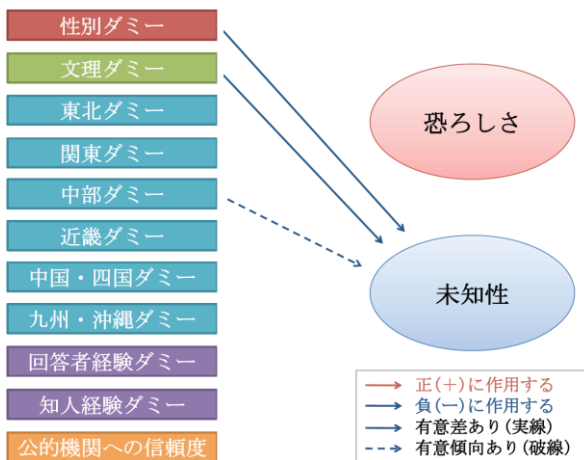 性別ダミー
文理ダミー
東北ダミー
関東ダミー
中部ダミー
近畿ダミー
中国・四国ダミー
九州・沖縄ダミー
回答者経験ダミー
知人経験ダミー
公的機関への信頼度
恐ろしさ
未知性
正(+)に作用する
負(ー)に作用する
有意差あり(実線)
有意傾向あり(破線)